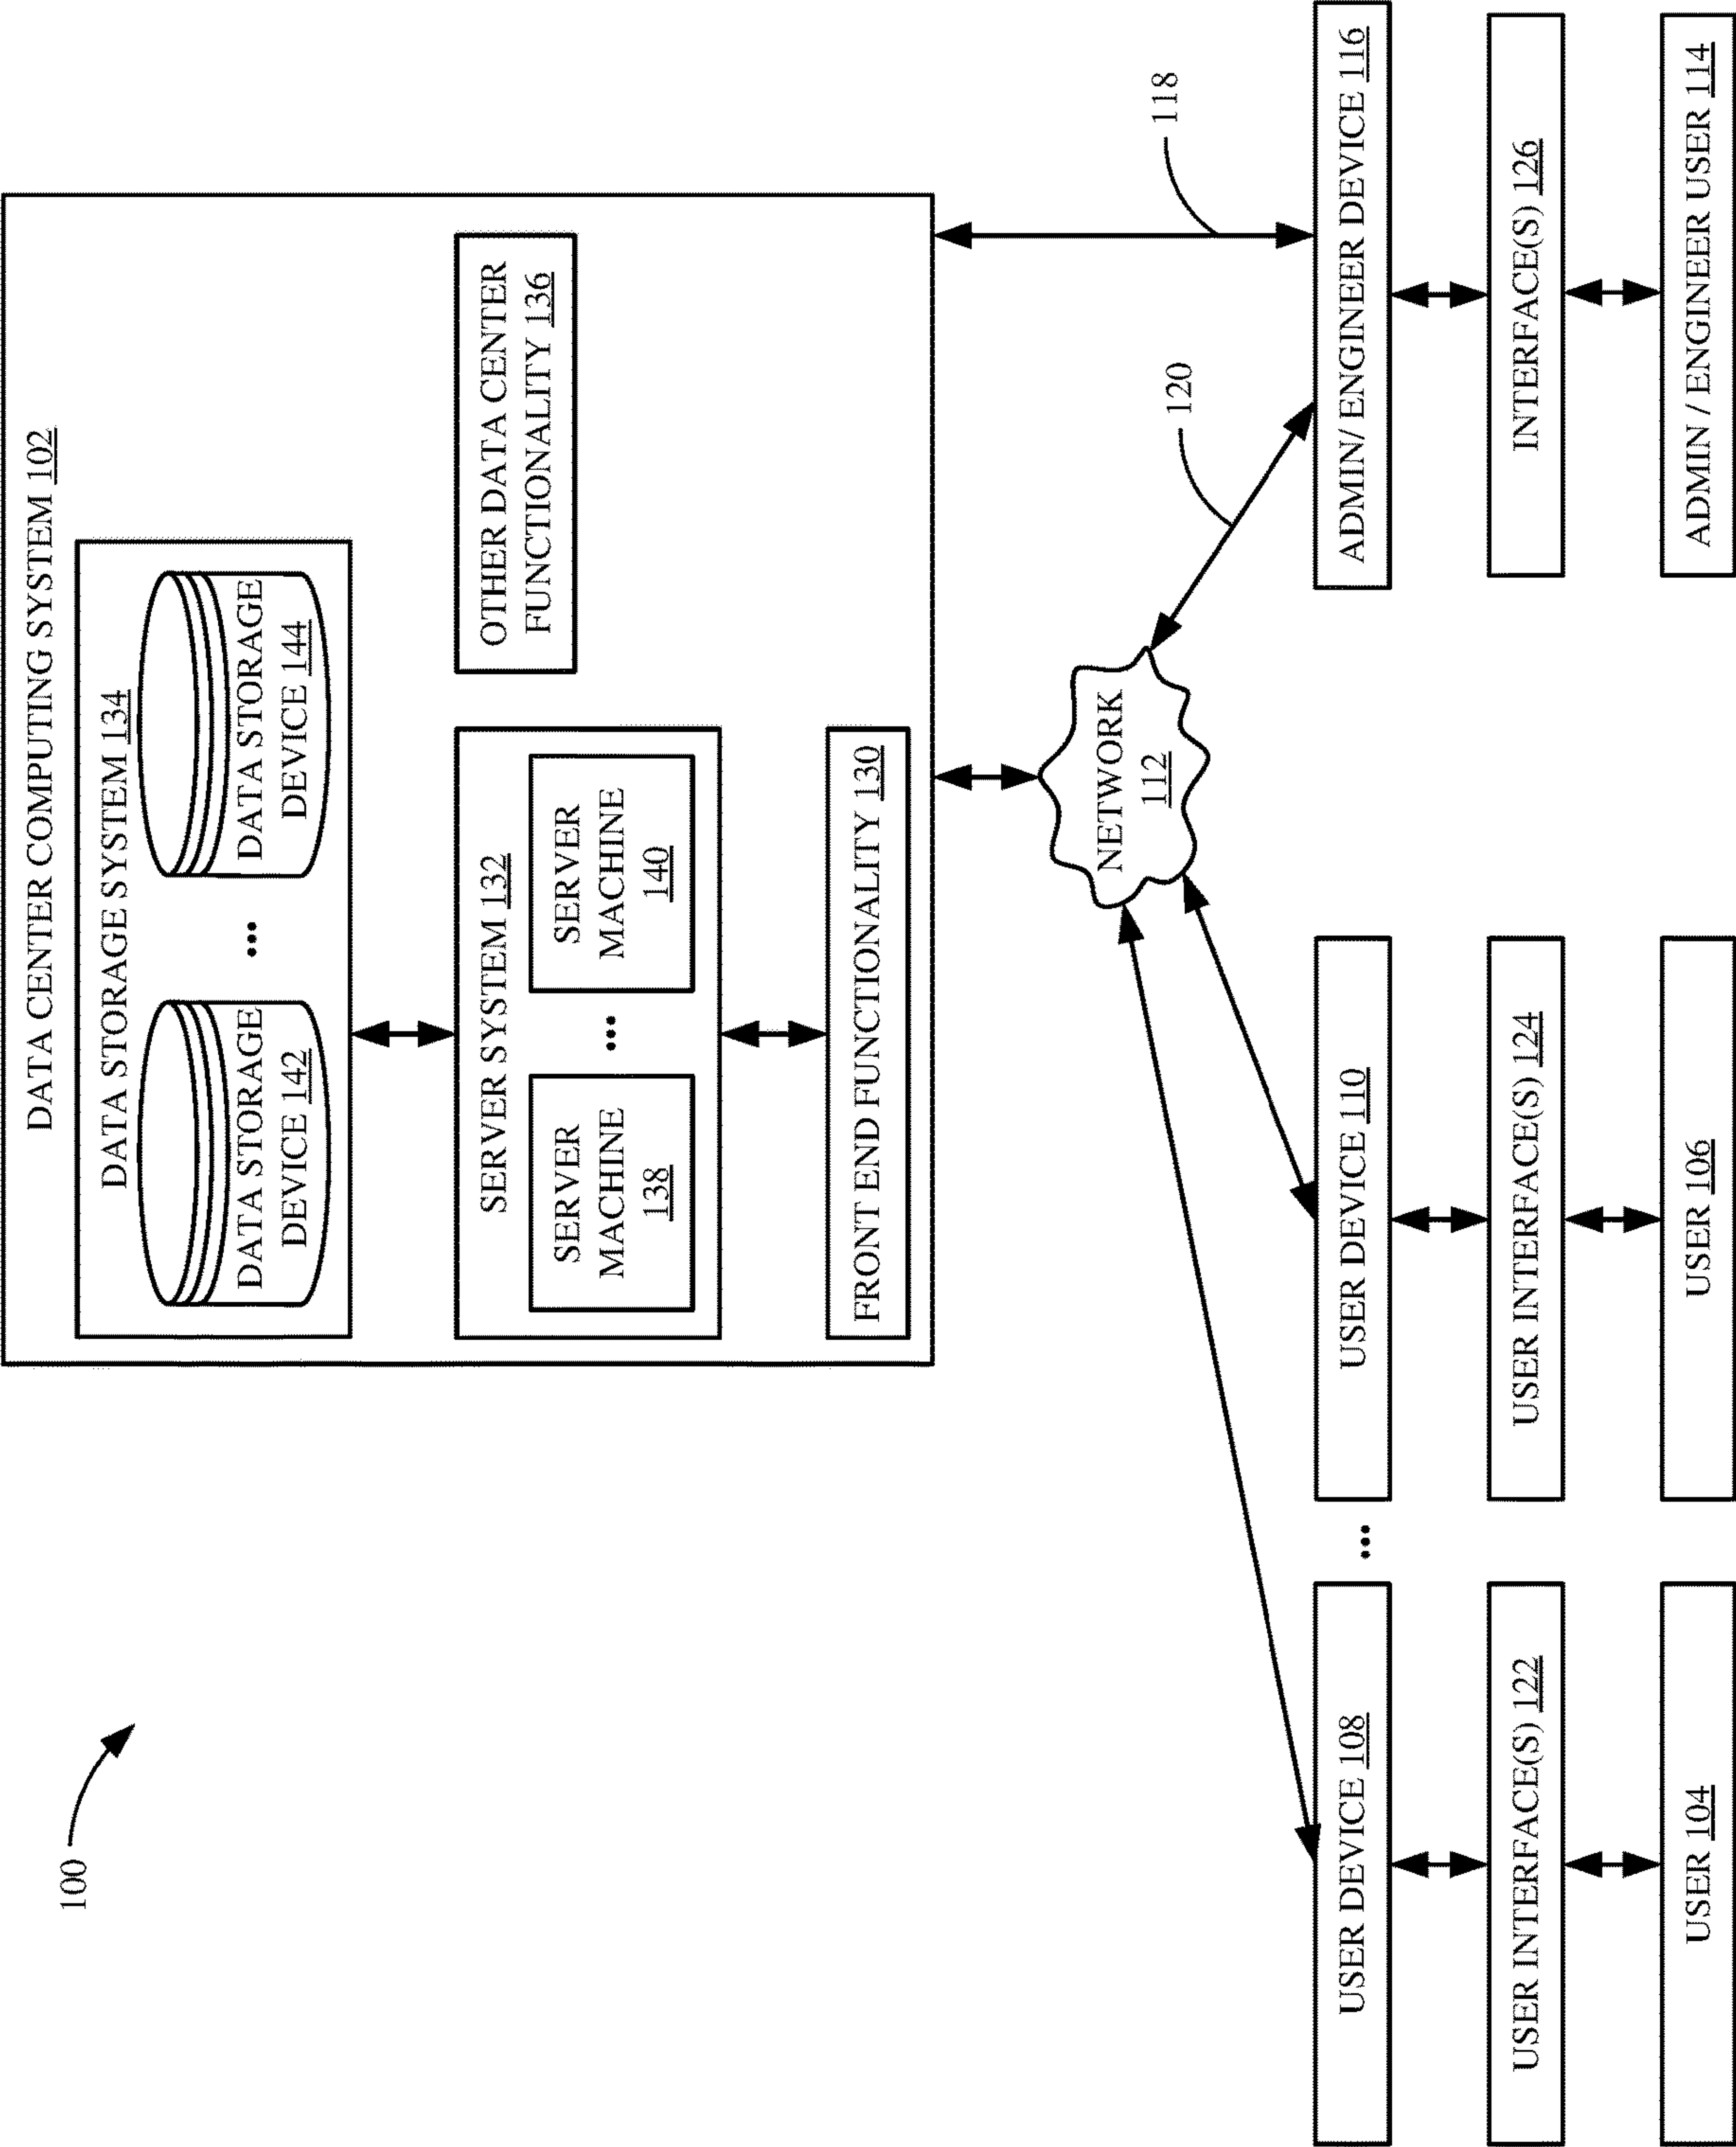 100
DATA CENTER COMPUTING SYSTEM 102
DATA STORAGE SYSTEM 134
DATA STORAGE
DEVICE 142
...
DATA STORAGE
DEVICE 144
SERVER SYSTEM 132
SERVER
MACHINE
138
...
SERVER
MACHINE
140
OTHER DATA CENTER
FUNCTIONALITY 136
FRONT END FUNCTIONALITY 130
NETWORK
112
120
118
USER DEVICE 108
...
USER DEVICE 110
ADMIN/ ENGINEER DEVICE 116
USER INTERFACE(S) 122
USER INTERFACE(S) 124
INTERFACE(S) 126
USER 104
USER 106
ADMIN / ENGINEER USER 114